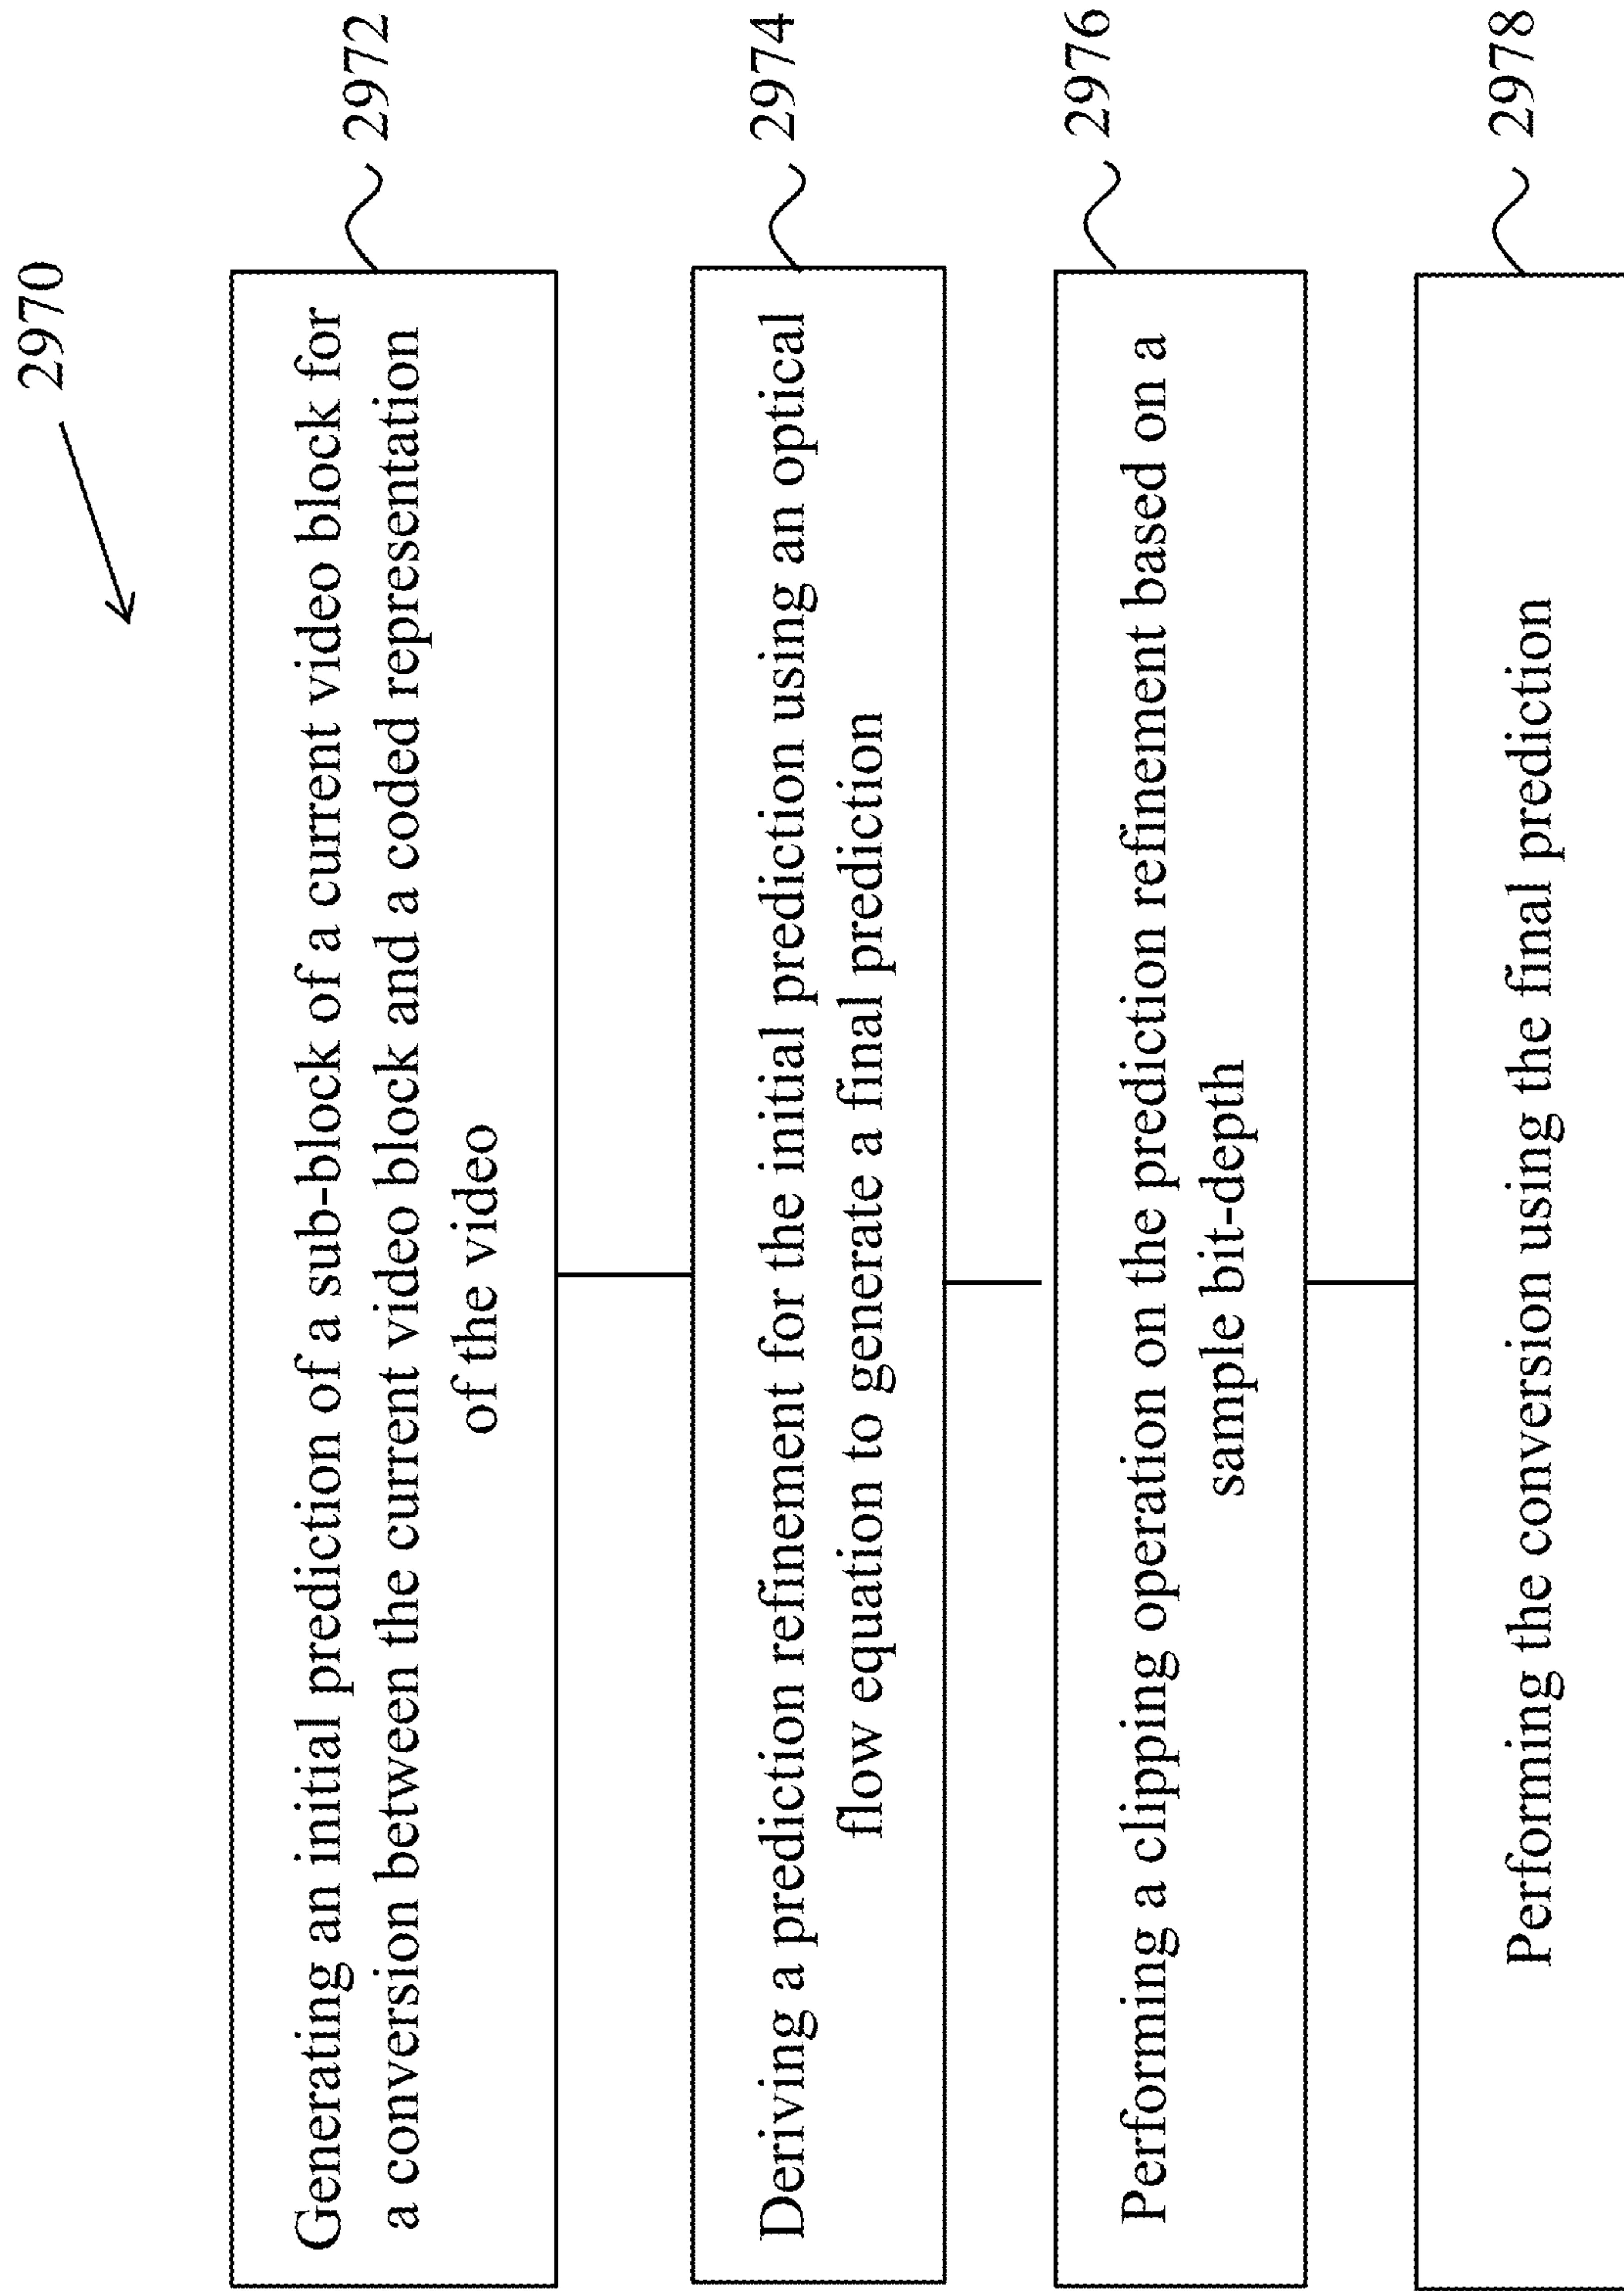 2970
Generating an initial prediction of a sub-block of a current video block for
a conversion between the current video block and a coded representation
of the video
2972
Deriving a prediction refinement for the initial prediction using an optical
flow equation to generate a final prediction
2974
Performing a clipping operation on the prediction refinement based on a
sample bit-depth
2976
Performing the conversion using the final prediction
2978